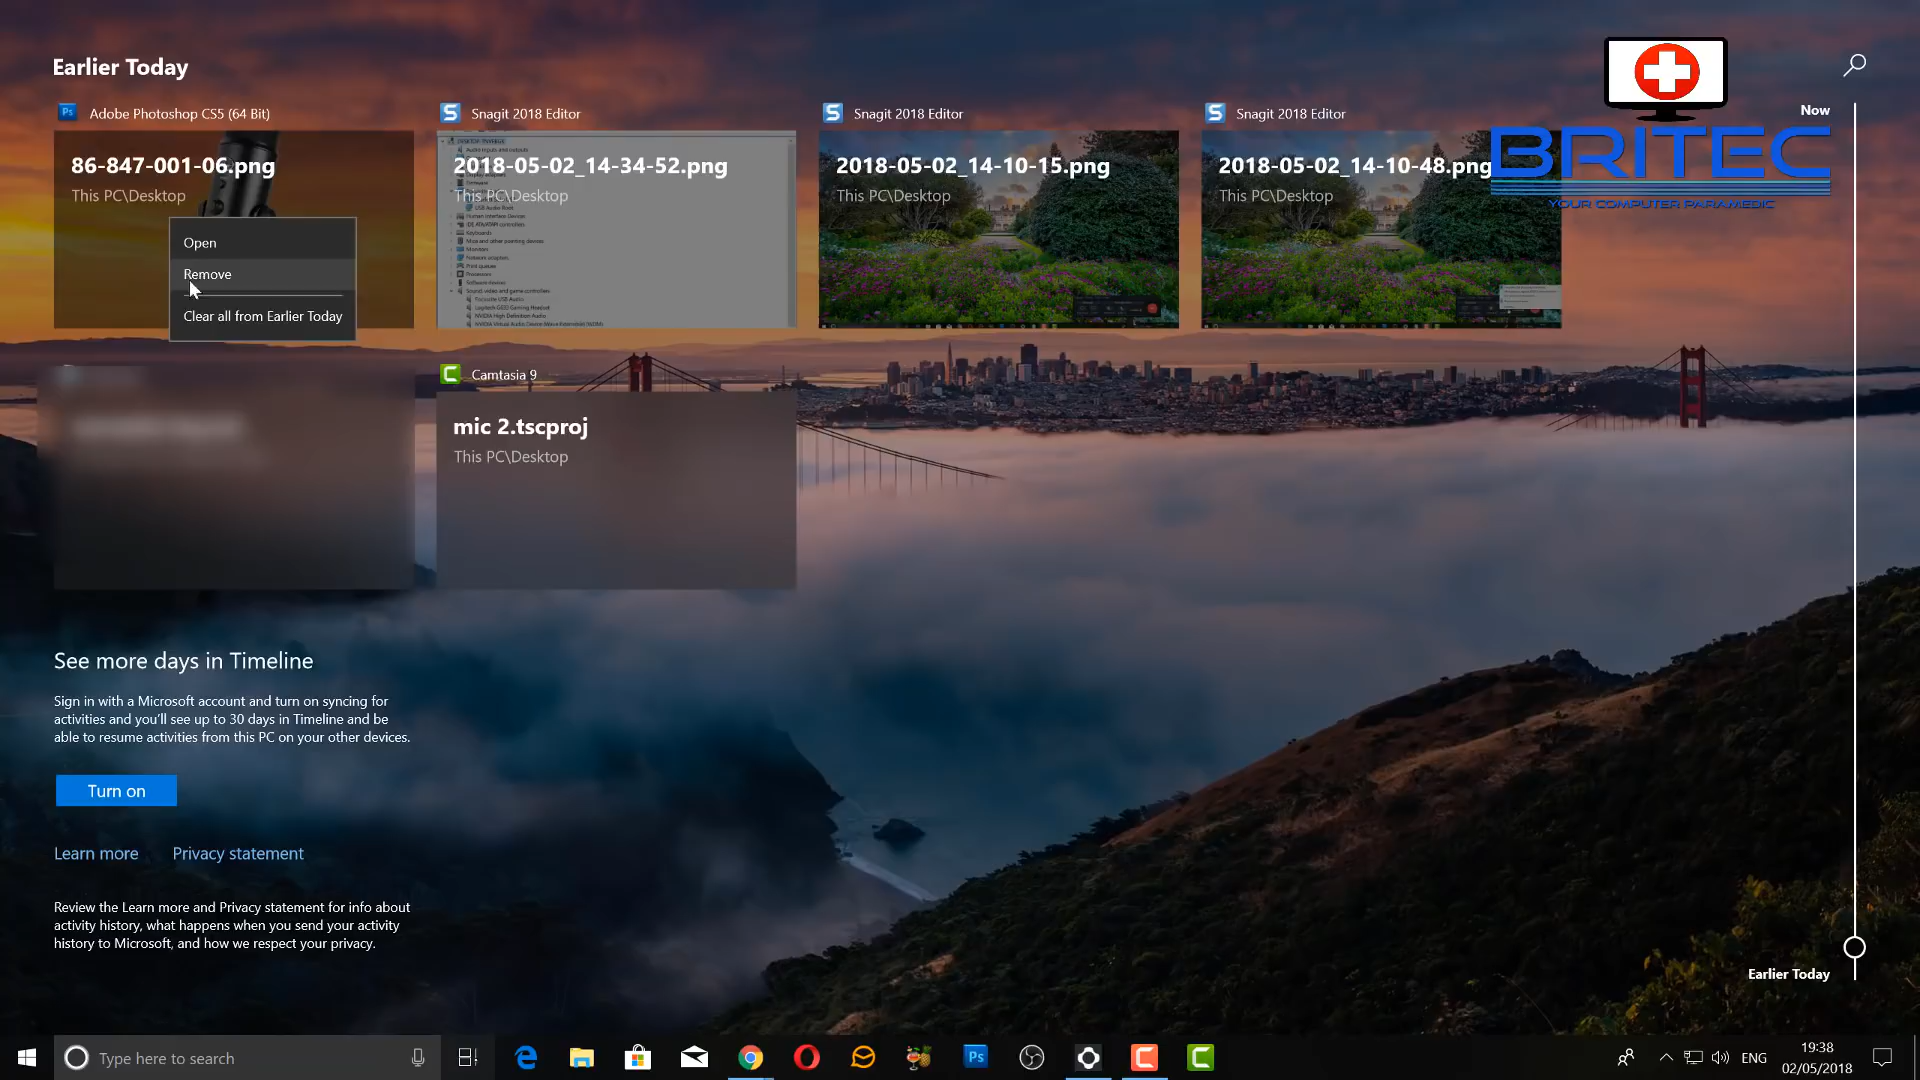 Earlier Today
Adobe Photoshop CS5 (64 Bit)
86-847-001-06.png
This PC\Desktop
Open
Remove
Clear all from Earlier Today
Snagit 2018 Editor
2018-05-02_14-34-52.png
This PC\Desktop
Snagit 2018 Editor
2018-05-02_14-10-15.png
This PC\Desktop
Snagit 2018 Editor
2018-05-02_14-10-48.png
This PC\Desktop
BRITEC
YOUR COMPUTER PARAMEDIC
Now
Camtasia 9
mic 2.tscproj
This PC\Desktop
See more days in Timeline
Sign in with a Microsoft account and turn on syncing for
activities and you'll see up to 30 days in Timeline and be
able to resume activities from this PC on your other devices.
Turn on
Learn more Privacy statement
Review the Learn more and Privacy statement for info about
activity history, what happens when you send your activity
history to Microsoft, and how we respect your privacy.
Earlier Today
Type here to search
Ps
ENG
19:38
02/05/2018